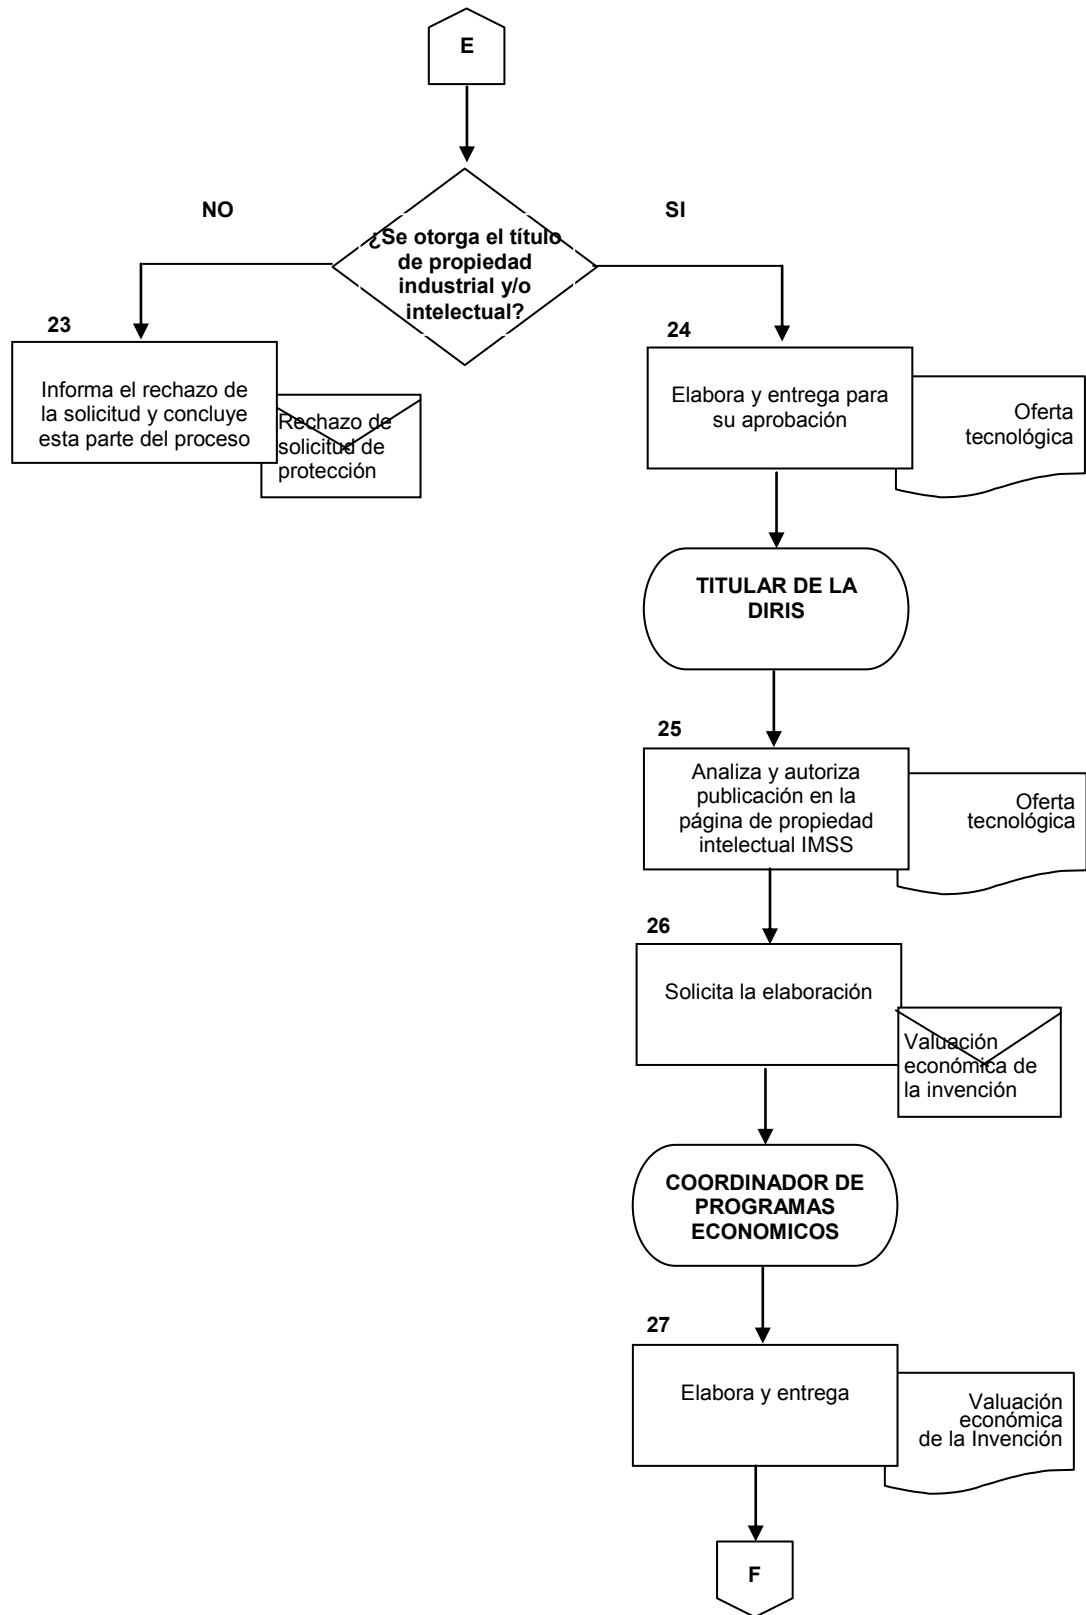 E
NO
SI
¿Se otorga el título
de propiedad
industrial y/o
intelectual?
23
Informa el rechazo de
la solicitud y concluye
esta parte del proceso
Rechazo de
solicitud de
protección
24
Elabora y entrega para
su aprobación
Oferta
tecnológica
TITULAR DE LA
DIRIS
25
Analiza y autoriza
publicación en la
página de propiedad
intelectual IMSS
Oferta
tecnológica
26
Solicita la elaboración
Valuación
económica de
la invención
COORDINADOR DE
PROGRAMAS
ECONOMICOS
27
Elabora y entrega
Valuación
económica
de la Invención
F